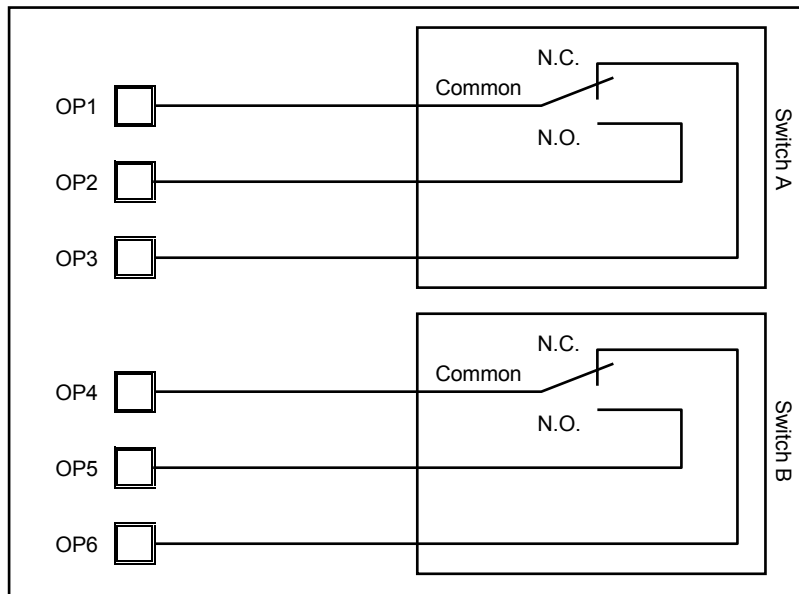 N.C.
Common
OP1
N.O.
OP2
OP3
Switch A
N.C.
Common
OP4
N.O.
OP5
OP6
Switch B